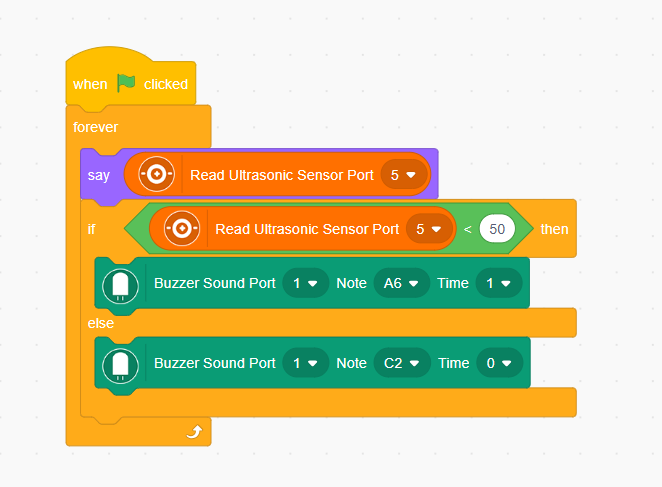 when clicked
forever
say Read Ultrasonic Sensor Port 5
if Read Ultrasonic Sensor Port 5 < 50 then
Buzzer Sound Port 1 Note A6 Time 1
else
Buzzer Sound Port 1 Note C2 Time 0